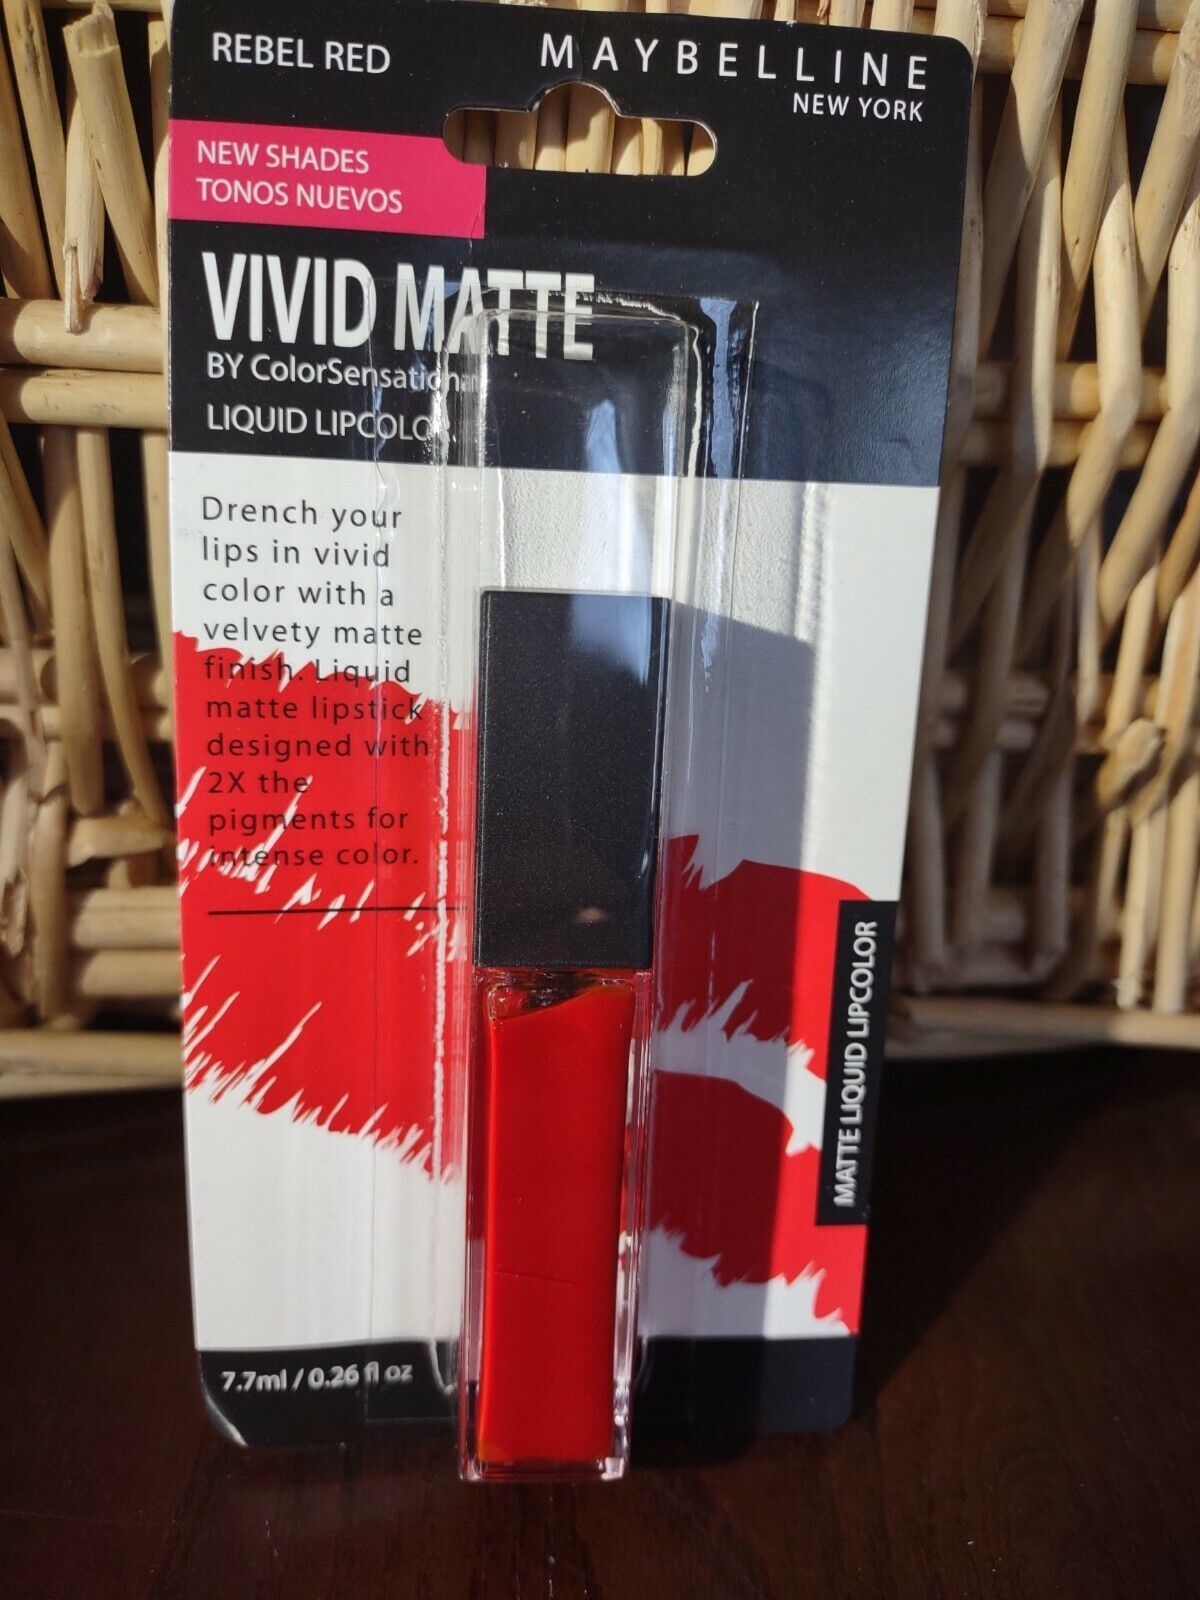 REBEL RED
MAYBELLINE
NEW YORK
NEW SHADES
TONOS NUEVOS
VIVID MATTE
BY ColorSensational
LIQUID LIPCOLOR
Drench your
lips in vivid
color with a
velvety matte
finish. Liquid
matte lipstick
designed with
2X the
pigments for
intense color.
MATTE LIQUID LIPCOLOR
7.7ml / 0.26 fl oz